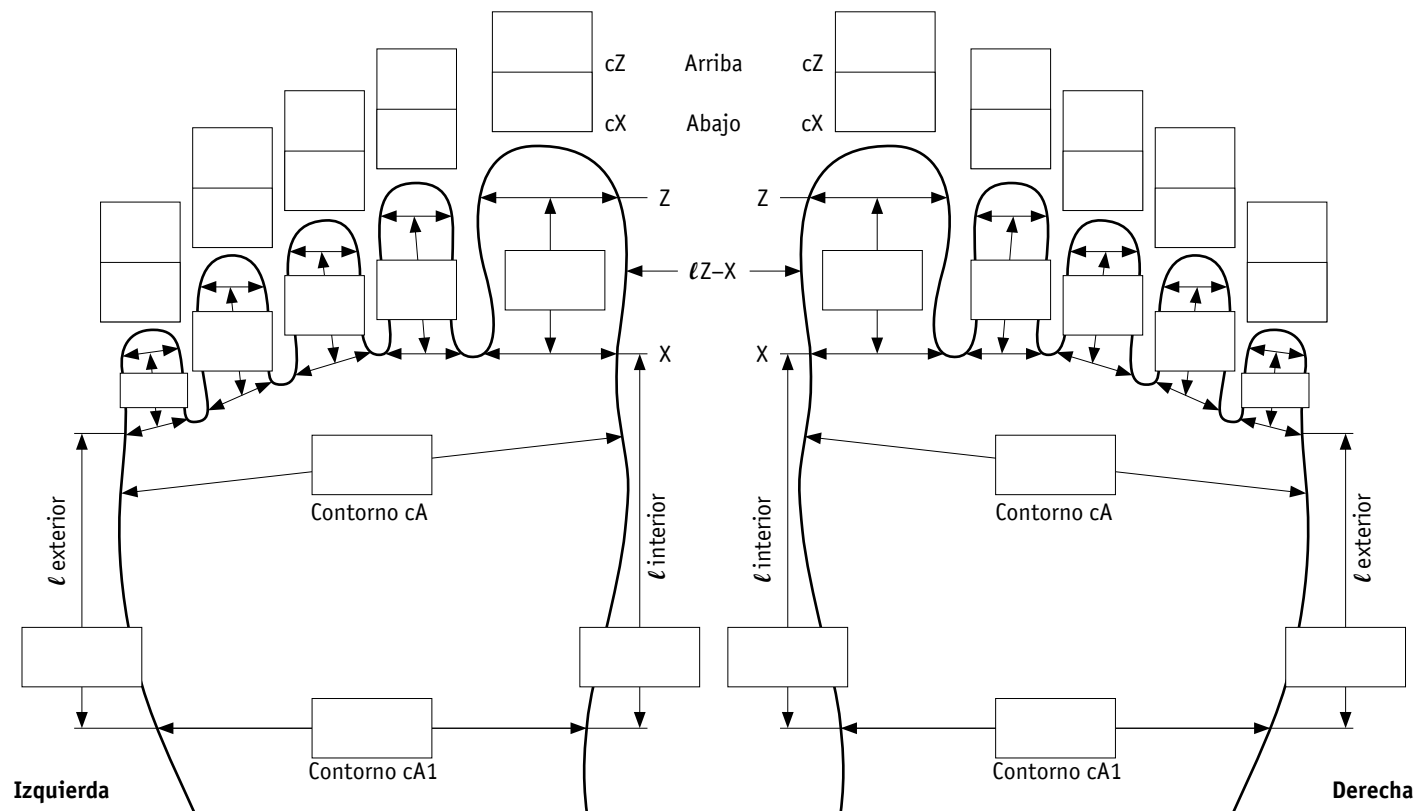 cZ Arriba cZ
cX Abajo cX
Z Z
ℓZ–X
X X
Contorno cA Contorno cA
ℓ exterior ℓ interior ℓ interior ℓ exterior
Contorno cA1 Contorno cA1
Izquierda Derecha